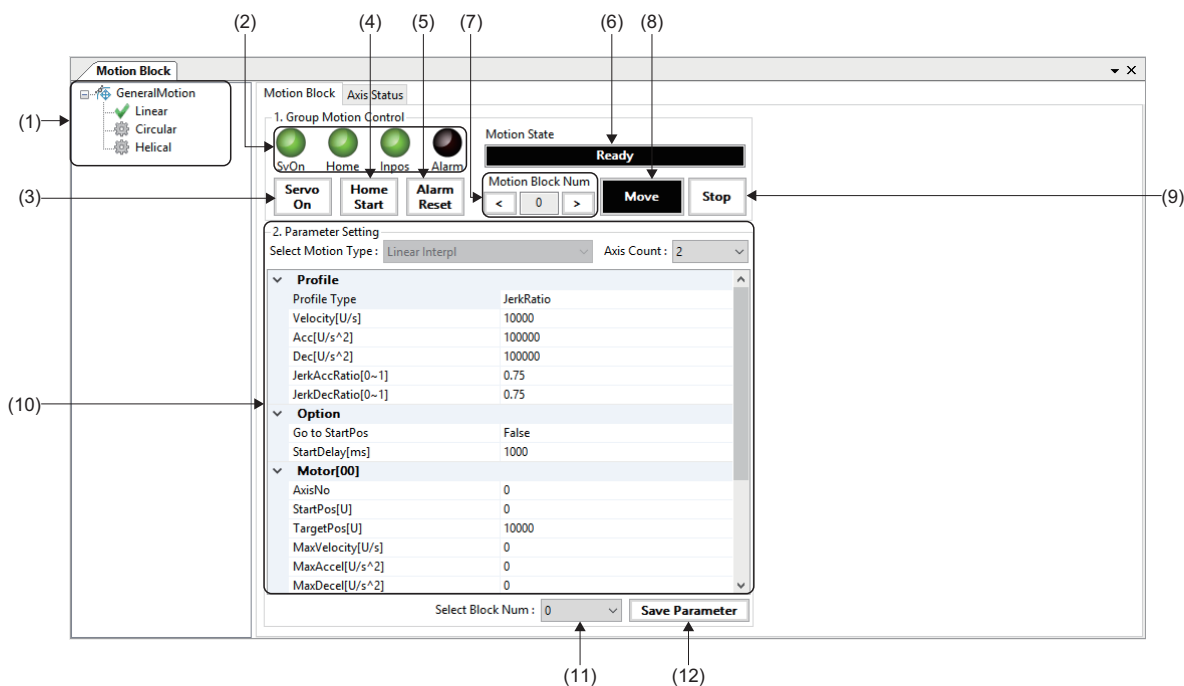 (2) (4) (5) (7) (6) (8)
Motion Block
GeneralMotion
Linear
Circular
Helical
(1)
Motion Block Axis Status
1. Group Motion Control
SvOn Home Inpos Alarm
Motion State
Ready
Servo On
Home Start
Alarm Reset
Motion Block Num
< 0 >
Move
Stop
(3)
(9)
2. Parameter Setting
Select Motion Type : Linear Interpl Axis Count : 2
Profile
Profile Type JerkRatio
Velocity[U/s] 10000
Acc[U/s^2] 100000
Dec[U/s^2] 100000
JerkAccRatio[0~1] 0.75
JerkDecRatio[0~1] 0.75
(10)
Option
Go to StartPos False
StartDelay[ms] 1000
Motor[00]
AxisNo 0
StartPos[U] 0
TargetPos[U] 10000
MaxVelocity[U/s] 0
MaxAccel[U/s^2] 0
MaxDecel[U/s^2] 0
Select Block Num : 0 Save Parameter
(11) (12)